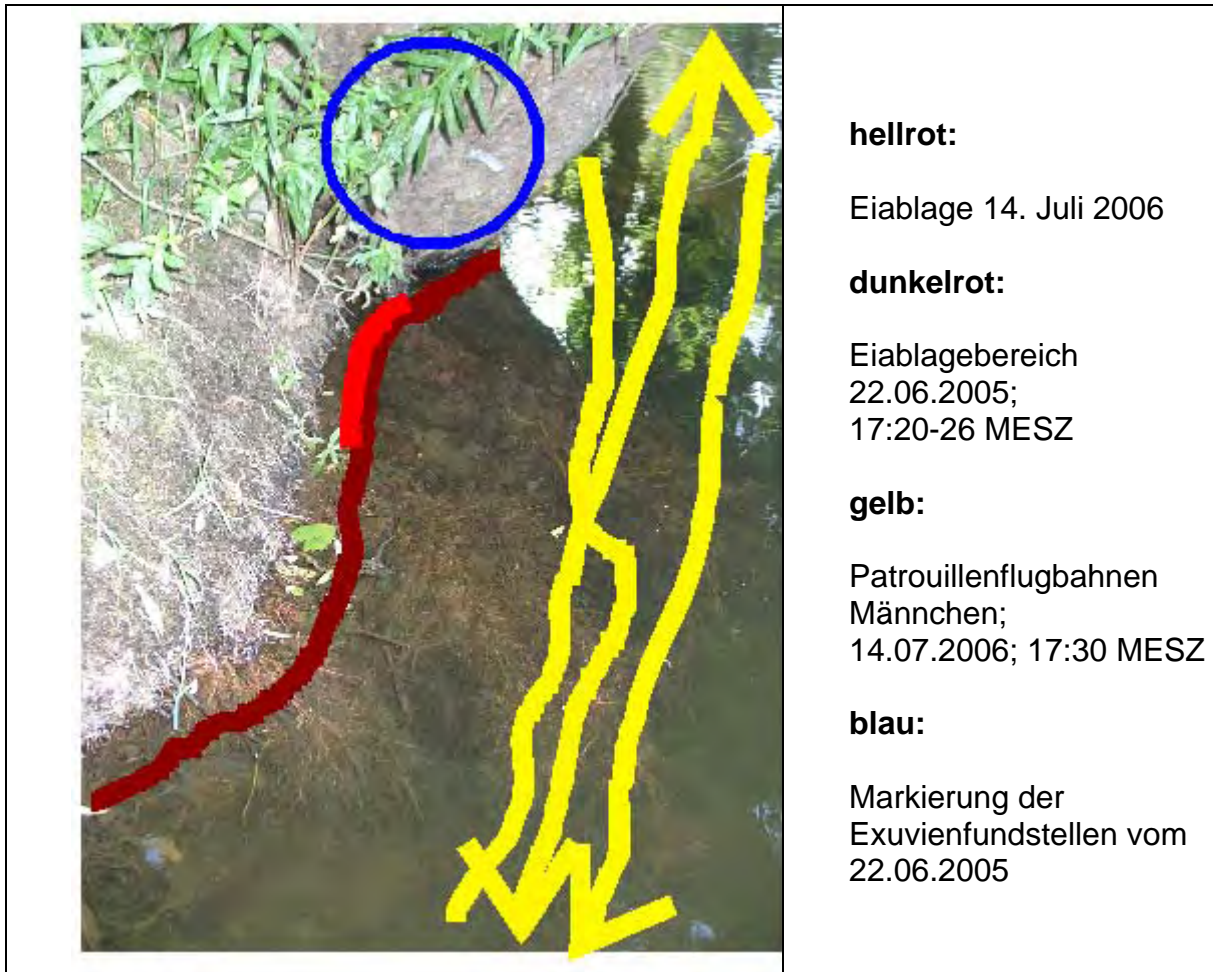 hellrot:
Eiablage 14. Juli 2006
dunkelrot:
Eiablagebereich
22.06.2005;
17:20-26 MESZ
gelb:
Patrouillenflugbahnen
Männchen;
14.07.2006; 17:30 MESZ
blau:
Markierung der
Exuvienfundstellen vom
22.06.2005